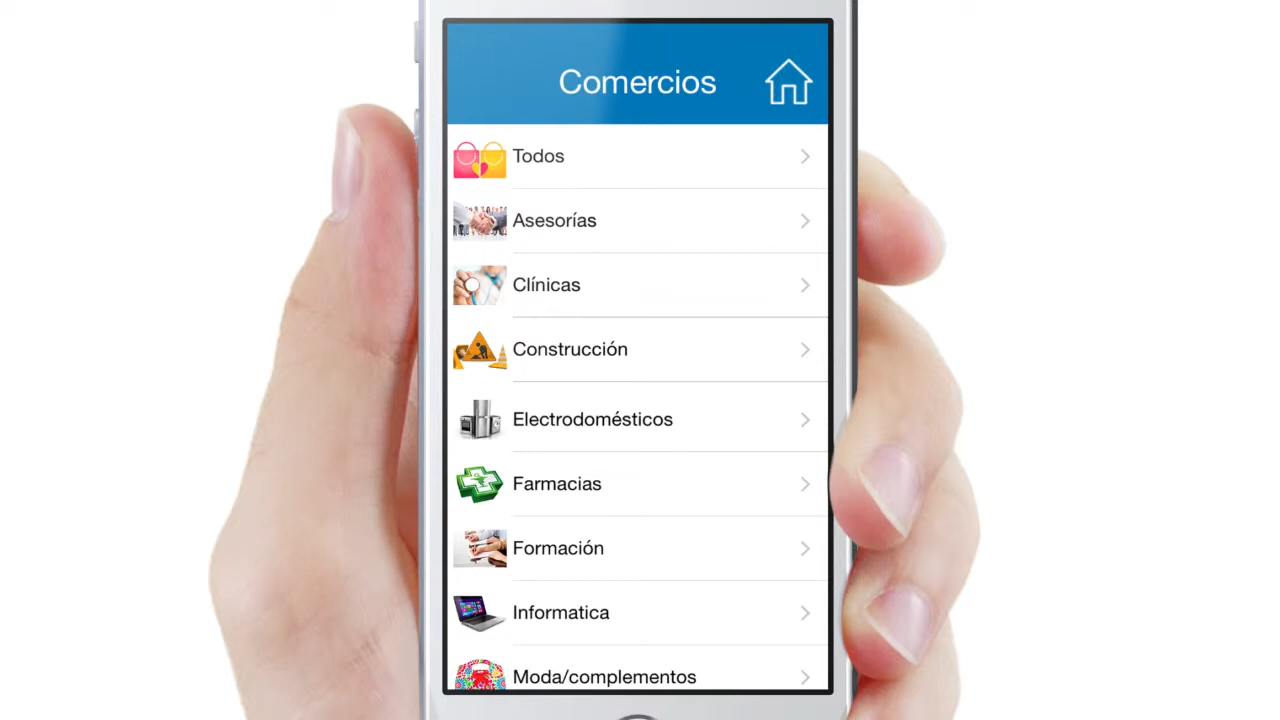 Comercios
Todos
Asesorías
Clínicas
Construcción
Electrodomésticos
Farmacias
Formación
Informatica
Moda/complementos